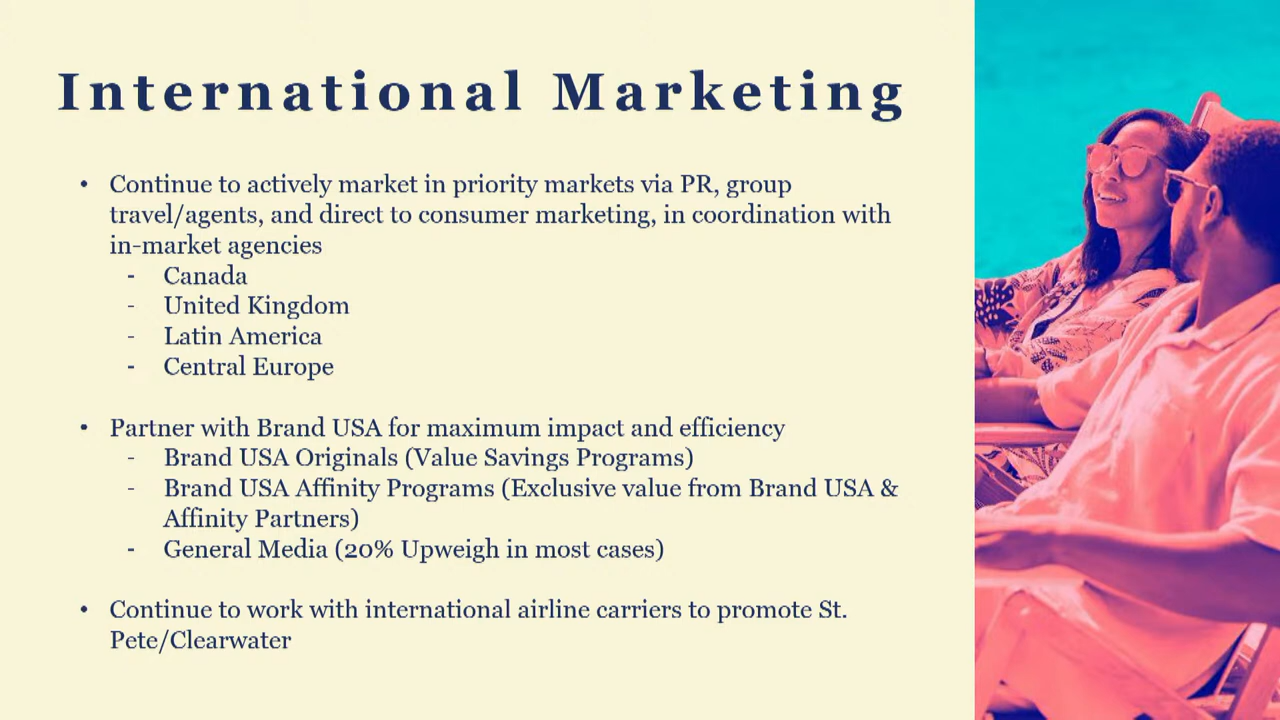 International Marketing
• Continue to actively market in priority markets via PR, group
travel/agents, and direct to consumer marketing, in coordination with
in-market agencies
- Canada
- United Kingdom
- Latin America
- Central Europe
• Partner with Brand USA for maximum impact and efficiency
- Brand USA Originals (Value Savings Programs)
- Brand USA Affinity Programs (Exclusive value from Brand USA &
Affinity Partners)
- General Media (20% Upweigh in most cases)
• Continue to work with international airline carriers to promote St.
Pete/Clearwater